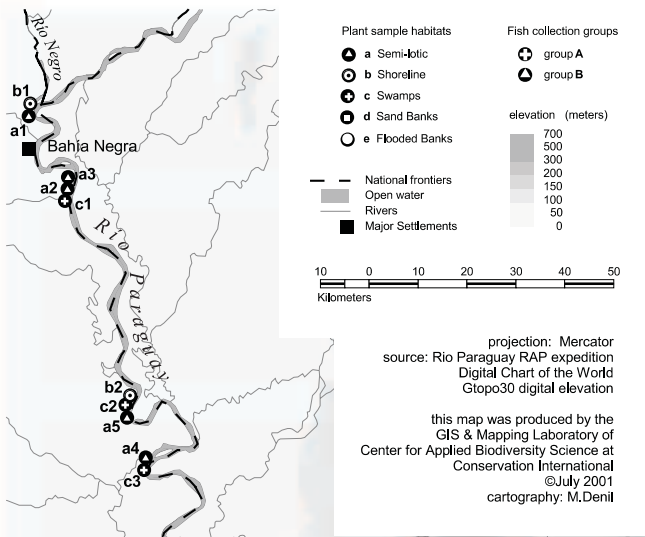 Rio Negro
b1
a1
Bahia Negra
a3
a2
c1
Rio Paraguay
b2
c2
a5
a4
c3
Plant sample habitats
a Semi-lotic
b Shoreline
c Swamps
d Sand Banks
e Flooded Banks
Fish collection groups
group A
group B
elevation (meters)
700
500
300
200
150
100
50
0
National frontiers
Open water
Rivers
Major Settlements
10 0 10 20 30 40 50
Kilometers
projection: Mercator
source: Rio Paraguay RAP expedition
Digital Chart of the World
Gtopo30 digital elevation
this map was produced by the
GIS & Mapping Laboratory of
Center for Applied Biodiversity Science at
Conservation International
©July 2001
cartography: M.Denil